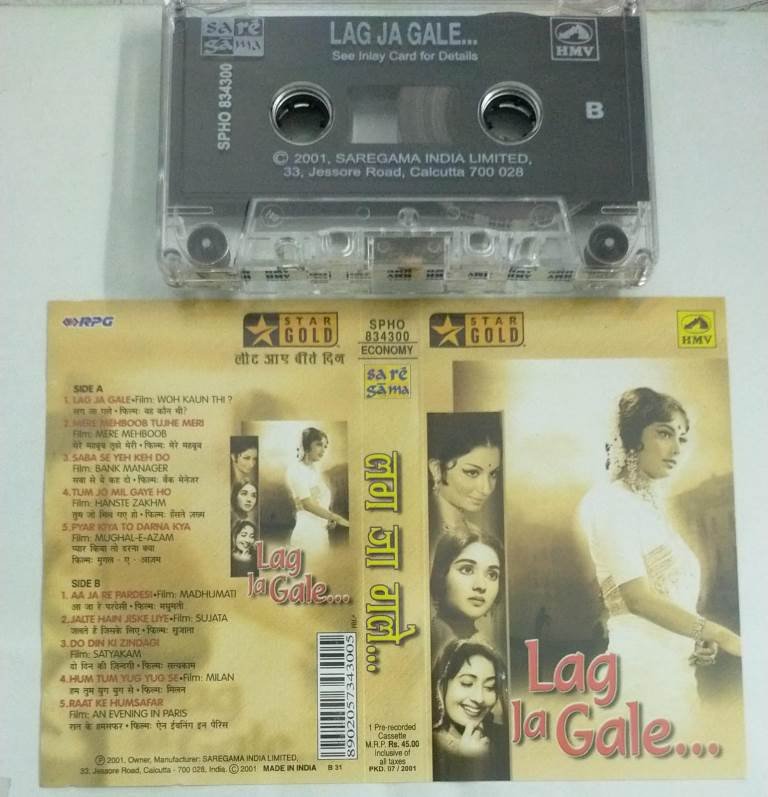 sa rē
gā ma
LAG JA GALE...
See Inlay Card for Details
HMV
SPHO 834300
B
© 2001, SAREGAMA INDIA LIMITED,
33, Jessore Road, Calcutta 700 028
RPG
STAR
GOLD
लौट आए बीते दिन
SIDE A
1. LAG JA GALE•Film: WOH KAUN THI ?
लग जा गले • फिल्म: वह कौन थी?
2. MERE MEHBOOB TUJHE MERI
Film: MERE MEHBOOB
मेरे महबूब तुझे मेरी • फिल्म: मेरे महबूब
3. SABA SE YEH KEH DO
Film: BANK MANAGER
सबा से ये कह दो • फिल्म: बैंक मैनेजर
4. TUM JO MIL GAYE HO
Film: HANSTE ZAKHM
तुम जो मिल गए हो • फिल्म: हँसते ज़ख्म
5. PYAR KIYA TO DARNA KYA
Film: MUGHAL-E-AZAM
प्यार किया तो डरना क्या
फिल्म: मुग़ल - ए - आज़म
SIDE B
1. AA JA RE PARDESI•Film: MADHUMATI
आ जा रे परदेसी • फिल्म: मधुमती
2. JALTE HAIN JISKE LIYE•Film: SUJATA
जलते हैं जिसके लिए • फिल्म: सुजाता
3. DO DIN KI ZINDAGI
Film: SATYAKAM
दो दिन की ज़िन्दगी • फिल्म: सत्यकाम
4. HUM TUM YUG YUG SE•Film: MILAN
हम तुम युग युग से • फिल्म: मिलन
5. RAAT KE HUMSAFAR
Film: AN EVENING IN PARIS
रात के हमसफर • फिल्म: ऐन इवनिंग इन पैरिस
Ⓟ 2001. Owner, Manufacturer: SAREGAMA INDIA LIMITED,
33, Jessore Road, Calcutta - 700 028, India. © 2001 MADE IN INDIA B 31
Lag
Ja Gale...
8902057343005
SPHO
834300
ECONOMY
sa rē
gā ma
लग जा गले...
1 Pre-recorded
Cassette
M.R.P. Rs. 45.00
inclusive of
all taxes
PKD. 07 / 2001
STAR
GOLD
HMV
Lag
Ja Gale...